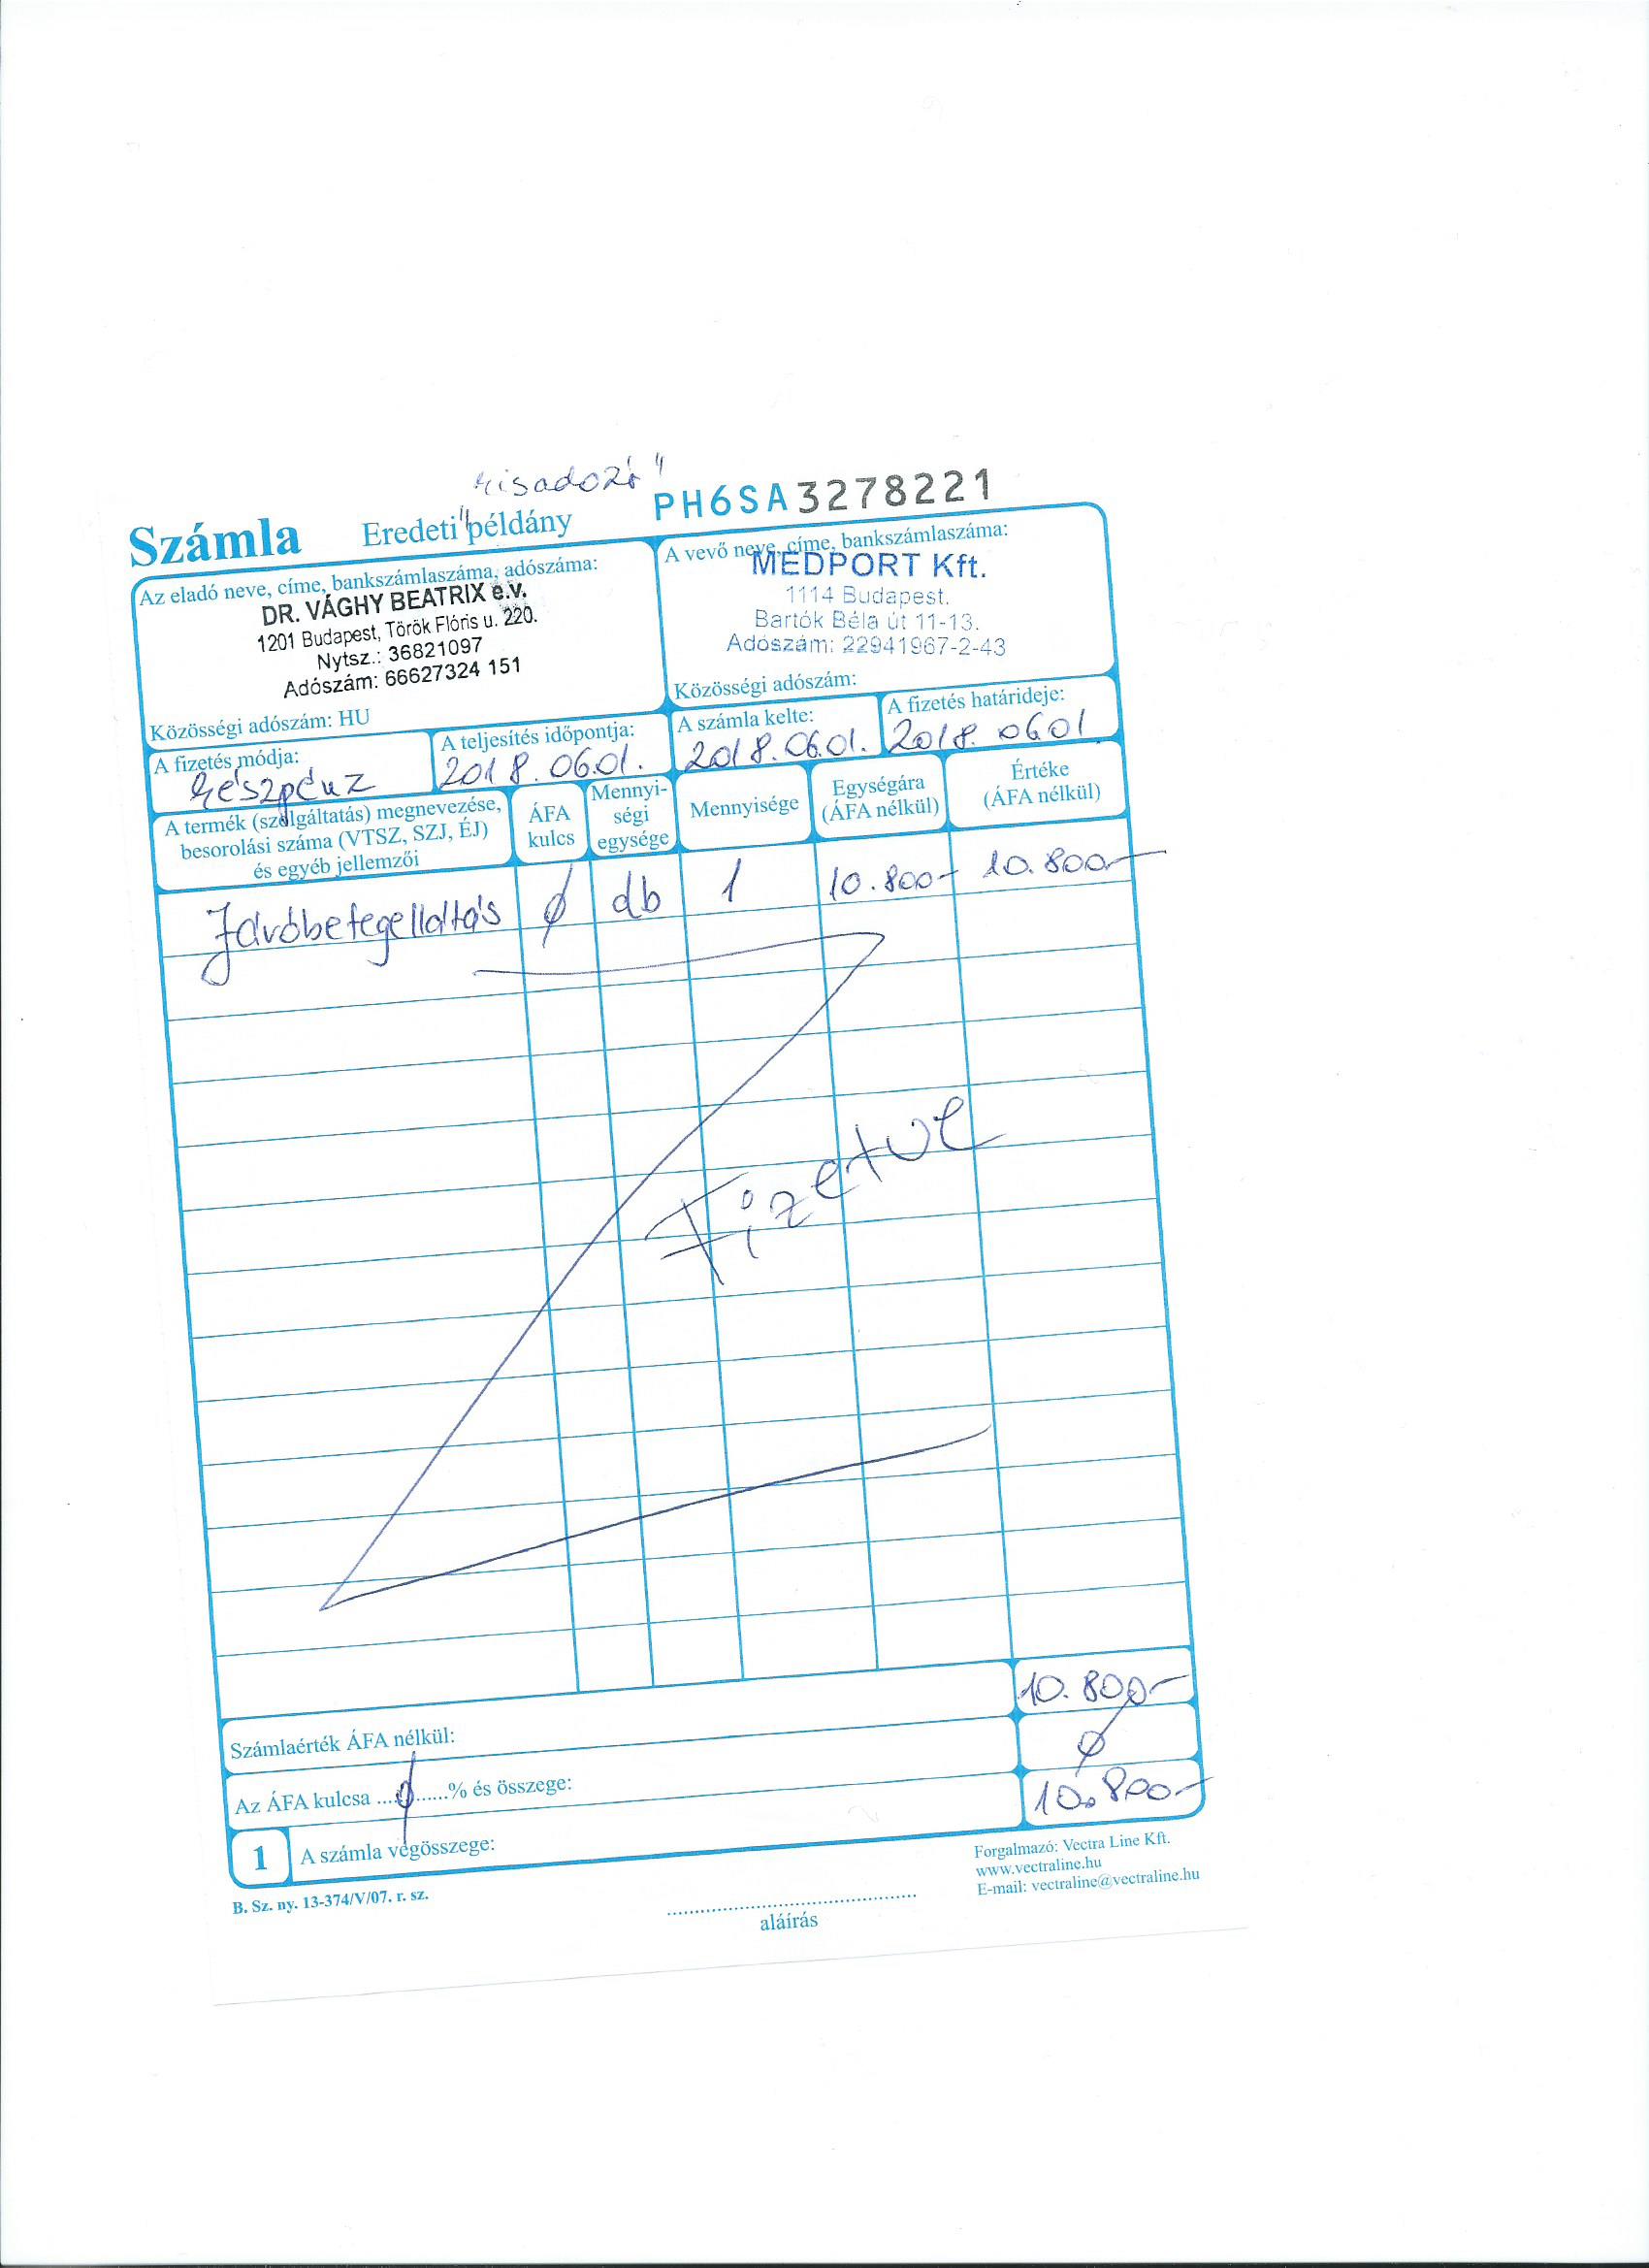 "kisadózó"
Számla Eredeti példány PH6SA3278221
Az eladó neve, címe, bankszámlaszáma, adószáma:
DR. VÁGHY BEATRIX e.v.
1201 Budapest, Török Flóris u. 220.
Nytsz.: 36821097
Adószám: 66627324 151
Közösségi adószám: HU
A vevő neve, címe, bankszámlaszáma:
MEDPORT Kft.
1114 Budapest.
Bartók Béla út 11-13.
Adószám: 22941967-2-43
Közösségi adószám:
A fizetés módja:
készpénz
A teljesítés időpontja:
2018.06.01.
A számla kelte:
2018.06.01.
A fizetés határideje:
2018.06.01
A termék (szolgáltatás) megnevezése,
besorolási száma (VTSZ, SZJ, ÉJ)
és egyéb jellemzői
ÁFA
kulcs
Mennyi-
ségi
egysége
Mennyisége
Egységára
(ÁFA nélkül)
Értéke
(ÁFA nélkül)
Járóbetegellátás ∅ db 1 10.800- 10.800-
Fizetve
Számlaérték ÁFA nélkül: 10.800-
Az ÁFA kulcsa ....∅......% és összege: ∅
1 A számla végösszege: 10.800-
B. Sz. ny. 13-374/V/07. r. sz.
aláírás
Forgalmazó: Vectra Line Kft.
www.vectraline.hu
E-mail: vectraline@vectraline.hu